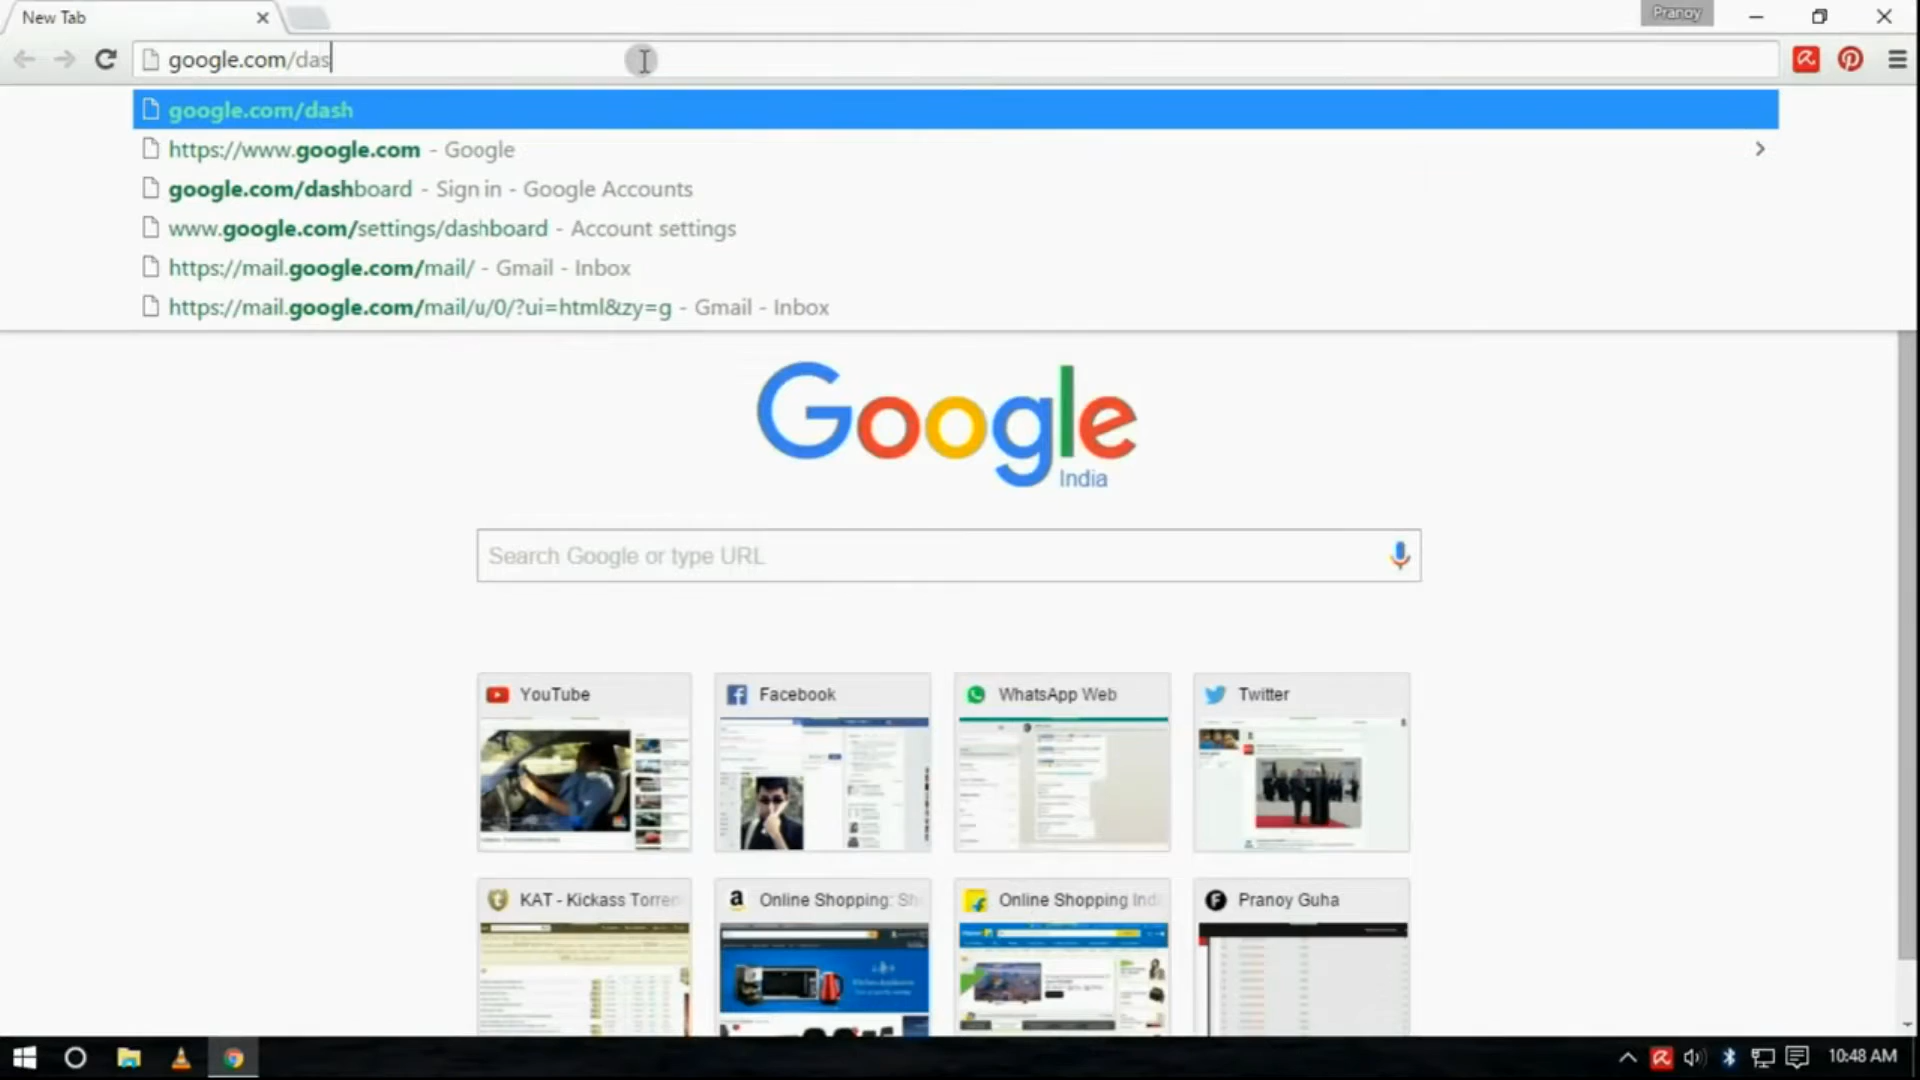 New Tab
Pranoy
google.com/das
google.com/dash
https://www.google.com - Google
google.com/dashboard - Sign in - Google Accounts
www.google.com/settings/dashboard - Account settings
https://mail.google.com/mail/ - Gmail - Inbox
https://mail.google.com/mail/u/0/?ui=html&zy=g - Gmail - Inbox
Google
India
Search Google or type URL
YouTube
Facebook
WhatsApp Web
Twitter
KAT - Kickass Torren
Online Shopping: Sh
Online Shopping Indi
Pranoy Guha
10:48 AM